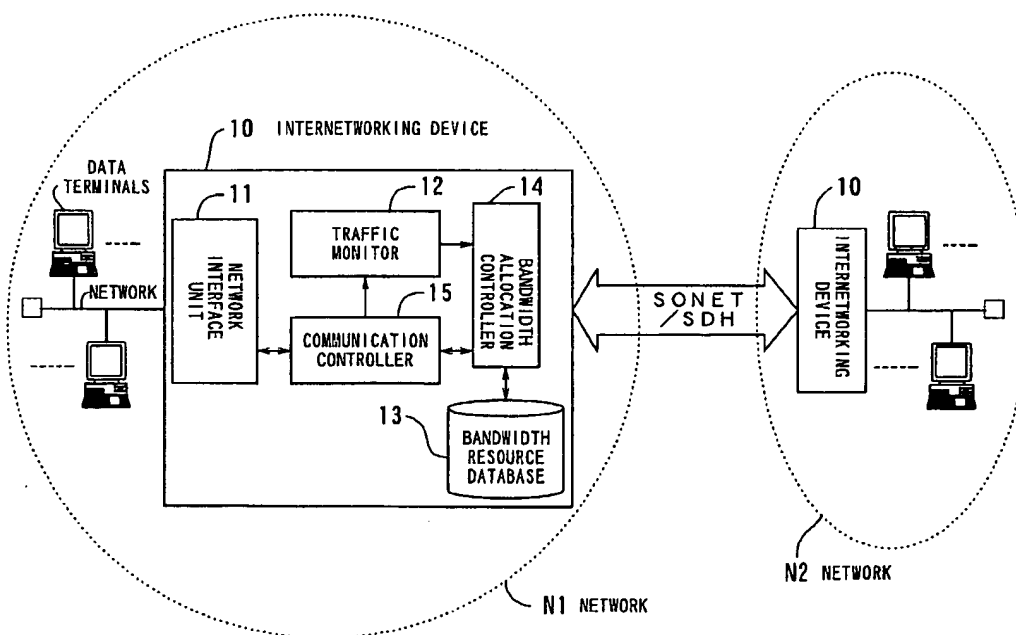 10 INTERNETWORKING DEVICE
DATA
TERMINALS
NETWORK
11
NETWORK
INTERFACE
UNIT
12
TRAFFIC
MONITOR
15
COMMUNICATION
CONTROLLER
14
BANDWIDTH
ALLOCATION
CONTROLLER
13
BANDWIDTH
RESOURCE
DATABASE
SONET
/SDH
10
INTERNETWORKING
DEVICE
N1 NETWORK
N2 NETWORK